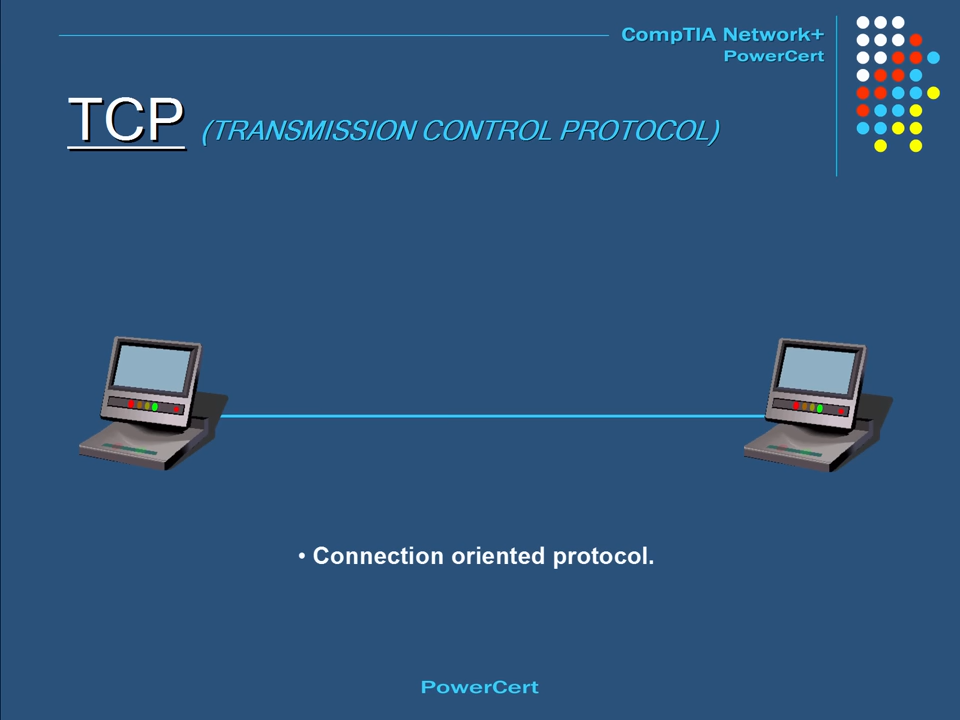 CompTIA Network+
PowerCert
TCP (TRANSMISSION CONTROL PROTOCOL)
• Connection oriented protocol.
PowerCert